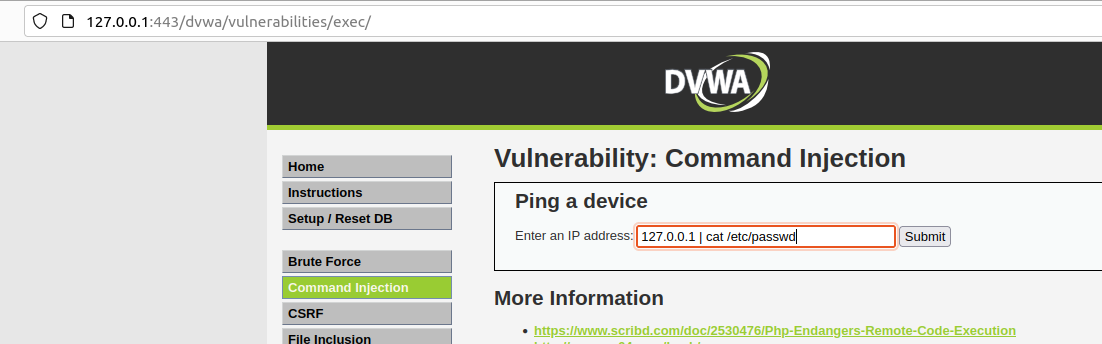 127.0.0.1:443/dvwa/vulnerabilities/exec/
DVWA
Home
Instructions
Setup / Reset DB
Brute Force
Command Injection
CSRF
File Inclusion
Vulnerability: Command Injection
Ping a device
Enter an IP address: 127.0.0.1 | cat /etc/passwd Submit
More Information
https://www.scribd.com/doc/2530476/Php-Endangers-Remote-Code-Execution